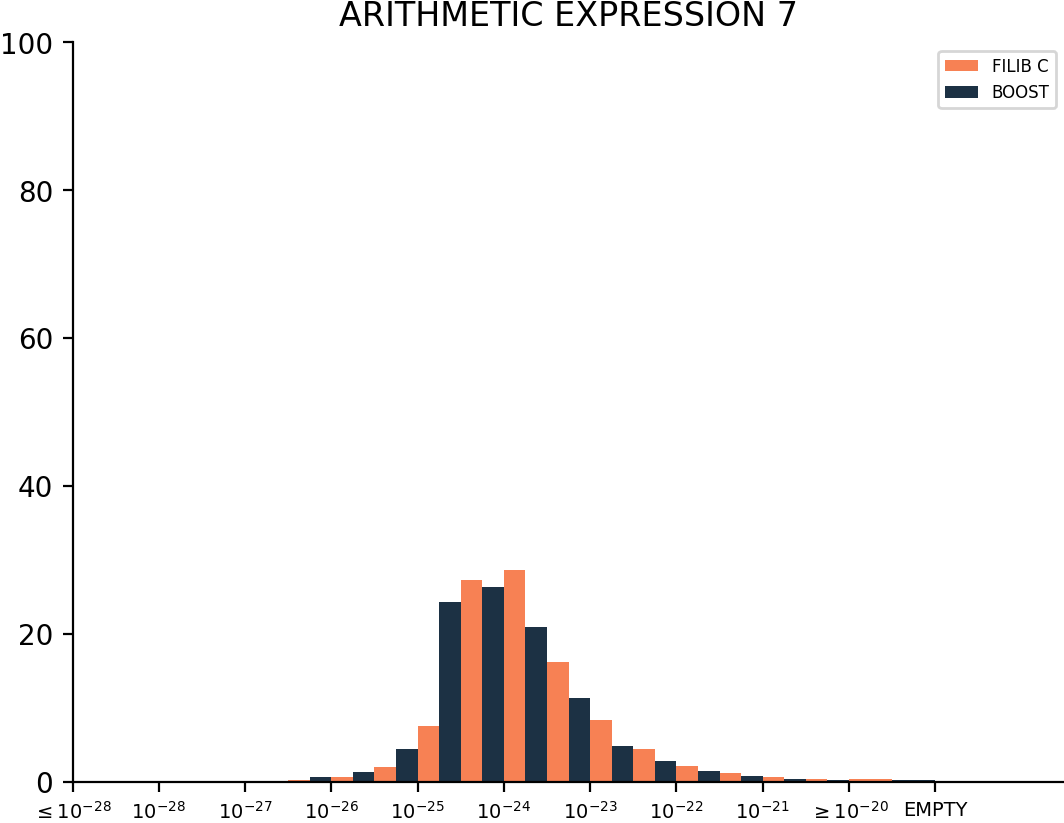 ARITHMETIC EXPRESSION 7
100
80
60
40
20
0
FILIB C
BOOST
≤10⁻²⁸ 10⁻²⁸ 10⁻²⁷ 10⁻²⁶ 10⁻²⁵ 10⁻²⁴ 10⁻²³ 10⁻²² 10⁻²¹ ≥10⁻²⁰ EMPTY